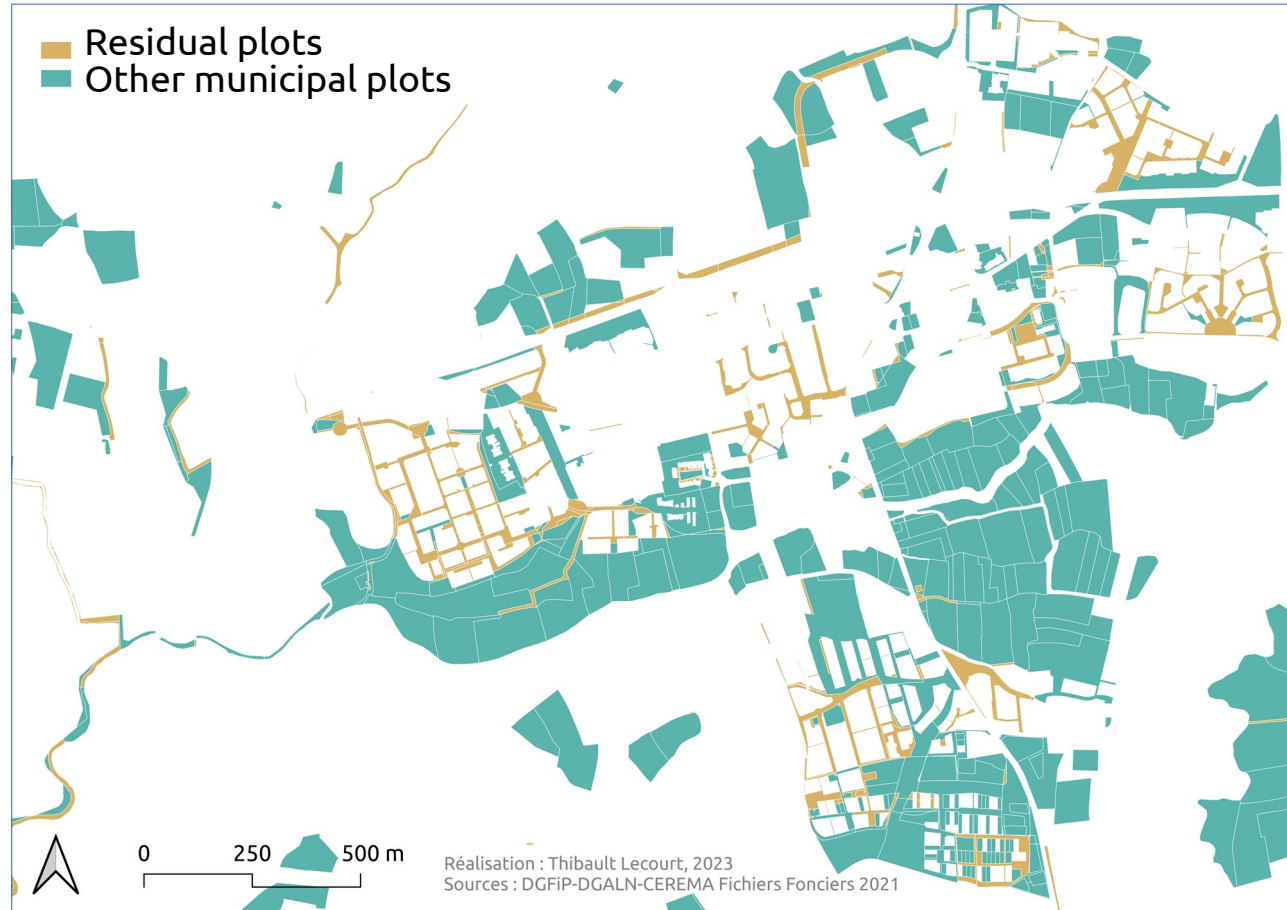 Residual plots
Other municipal plots
0 250 500 m
Réalisation : Thibault Lecourt, 2023
Sources : DGFiP-DGALN-CEREMA Fichiers Fonciers 2021